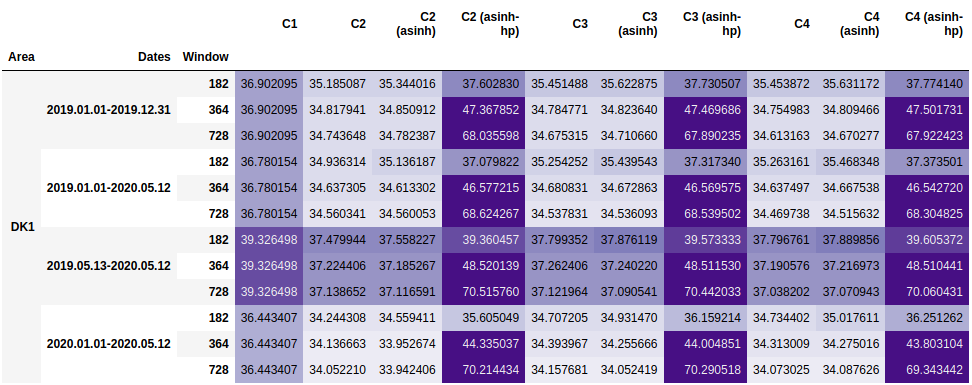 C1 C2 C2 (asinh) C2 (asinh-hp) C3 C3 (asinh) C3 (asinh-hp) C4 C4 (asinh) C4 (asinh-hp)
Area Dates Window
DK1 2019.01.01-2019.12.31 182 36.902095 35.185087 35.344016 37.602830 35.451488 35.622875 37.730507 35.453872 35.631172 37.774140
364 36.902095 34.817941 34.850912 47.367852 34.784771 34.823640 47.469686 34.754983 34.809466 47.501731
728 36.902095 34.743648 34.782387 68.035598 34.675315 34.710660 67.890235 34.613163 34.670277 67.922423
2019.01.01-2020.05.12 182 36.780154 34.936314 35.136187 37.079822 35.254252 35.439543 37.317340 35.263161 35.468348 37.373501
364 36.780154 34.637305 34.613302 46.577215 34.680831 34.672863 46.569575 34.637497 34.667538 46.542720
728 36.780154 34.560341 34.560053 68.624267 34.537831 34.536093 68.539502 34.469738 34.515632 68.304825
2019.05.13-2020.05.12 182 39.326498 37.479944 37.558227 39.360457 37.799352 37.876119 39.573333 37.796761 37.889856 39.605372
364 39.326498 37.224406 37.185267 48.520139 37.262406 37.240220 48.511530 37.190576 37.216973 48.510441
728 39.326498 37.138652 37.116591 70.515760 37.121964 37.090541 70.442033 37.038202 37.070943 70.060431
2020.01.01-2020.05.12 182 36.443407 34.244308 34.559411 35.605049 34.707205 34.931470 36.159214 34.734402 35.017611 36.251262
364 36.443407 34.136663 33.952674 44.335037 34.393967 34.255666 44.004851 34.313009 34.275016 43.803104
728 36.443407 34.052210 33.942406 70.214434 34.157681 34.052419 70.290518 34.073025 34.087626 69.343442